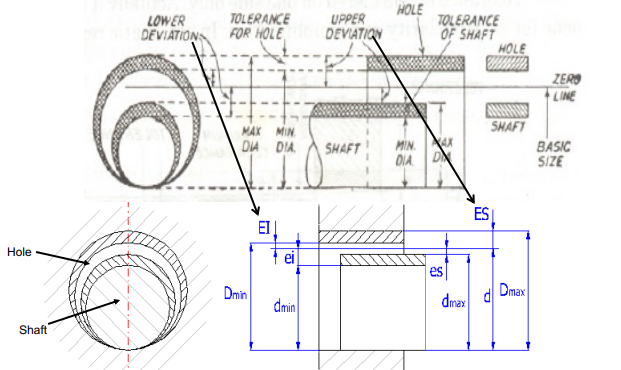 LOWER
DEVIATION
TOLERANCE
FOR HOLE
UPPER
DEVIATION
HOLE
TOLERANCE
OF SHAFT
HOLE
ZERO
LINE
SHAFT
BASIC
SIZE
MAX
DIA
MIN.
DIA.
SHAFT
MIN.
DIA.
MAX
DIA
EI
ES
Hole
ei
es
Dmin
dmin
dmax
d
Dmax
Shaft